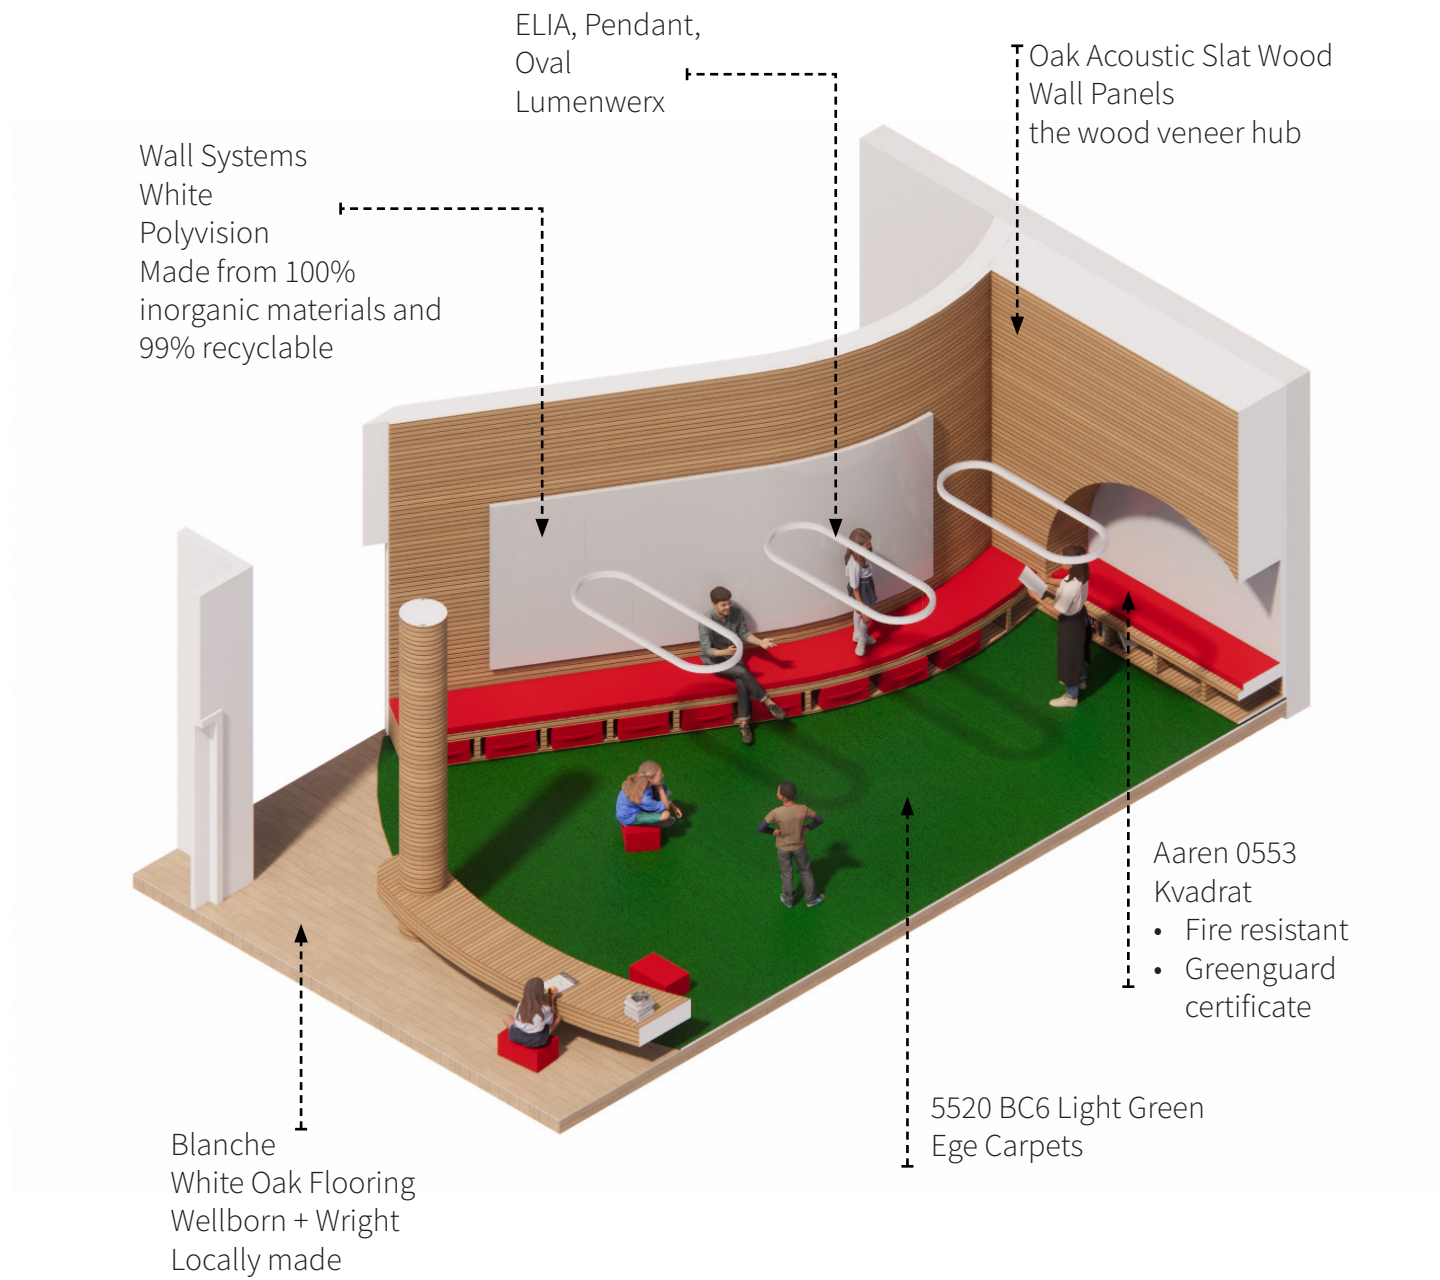 ELIA, Pendant,
Oval
Lumenwerx
Oak Acoustic Slat Wood
Wall Panels
the wood veneer hub
Wall Systems
White
Polyvision
Made from 100%
inorganic materials and
99% recyclable
Aaren 0553
Kvadrat
• Fire resistant
• Greenguard
certificate
5520 BC6 Light Green
Ege Carpets
Blanche
White Oak Flooring
Wellborn + Wright
Locally made